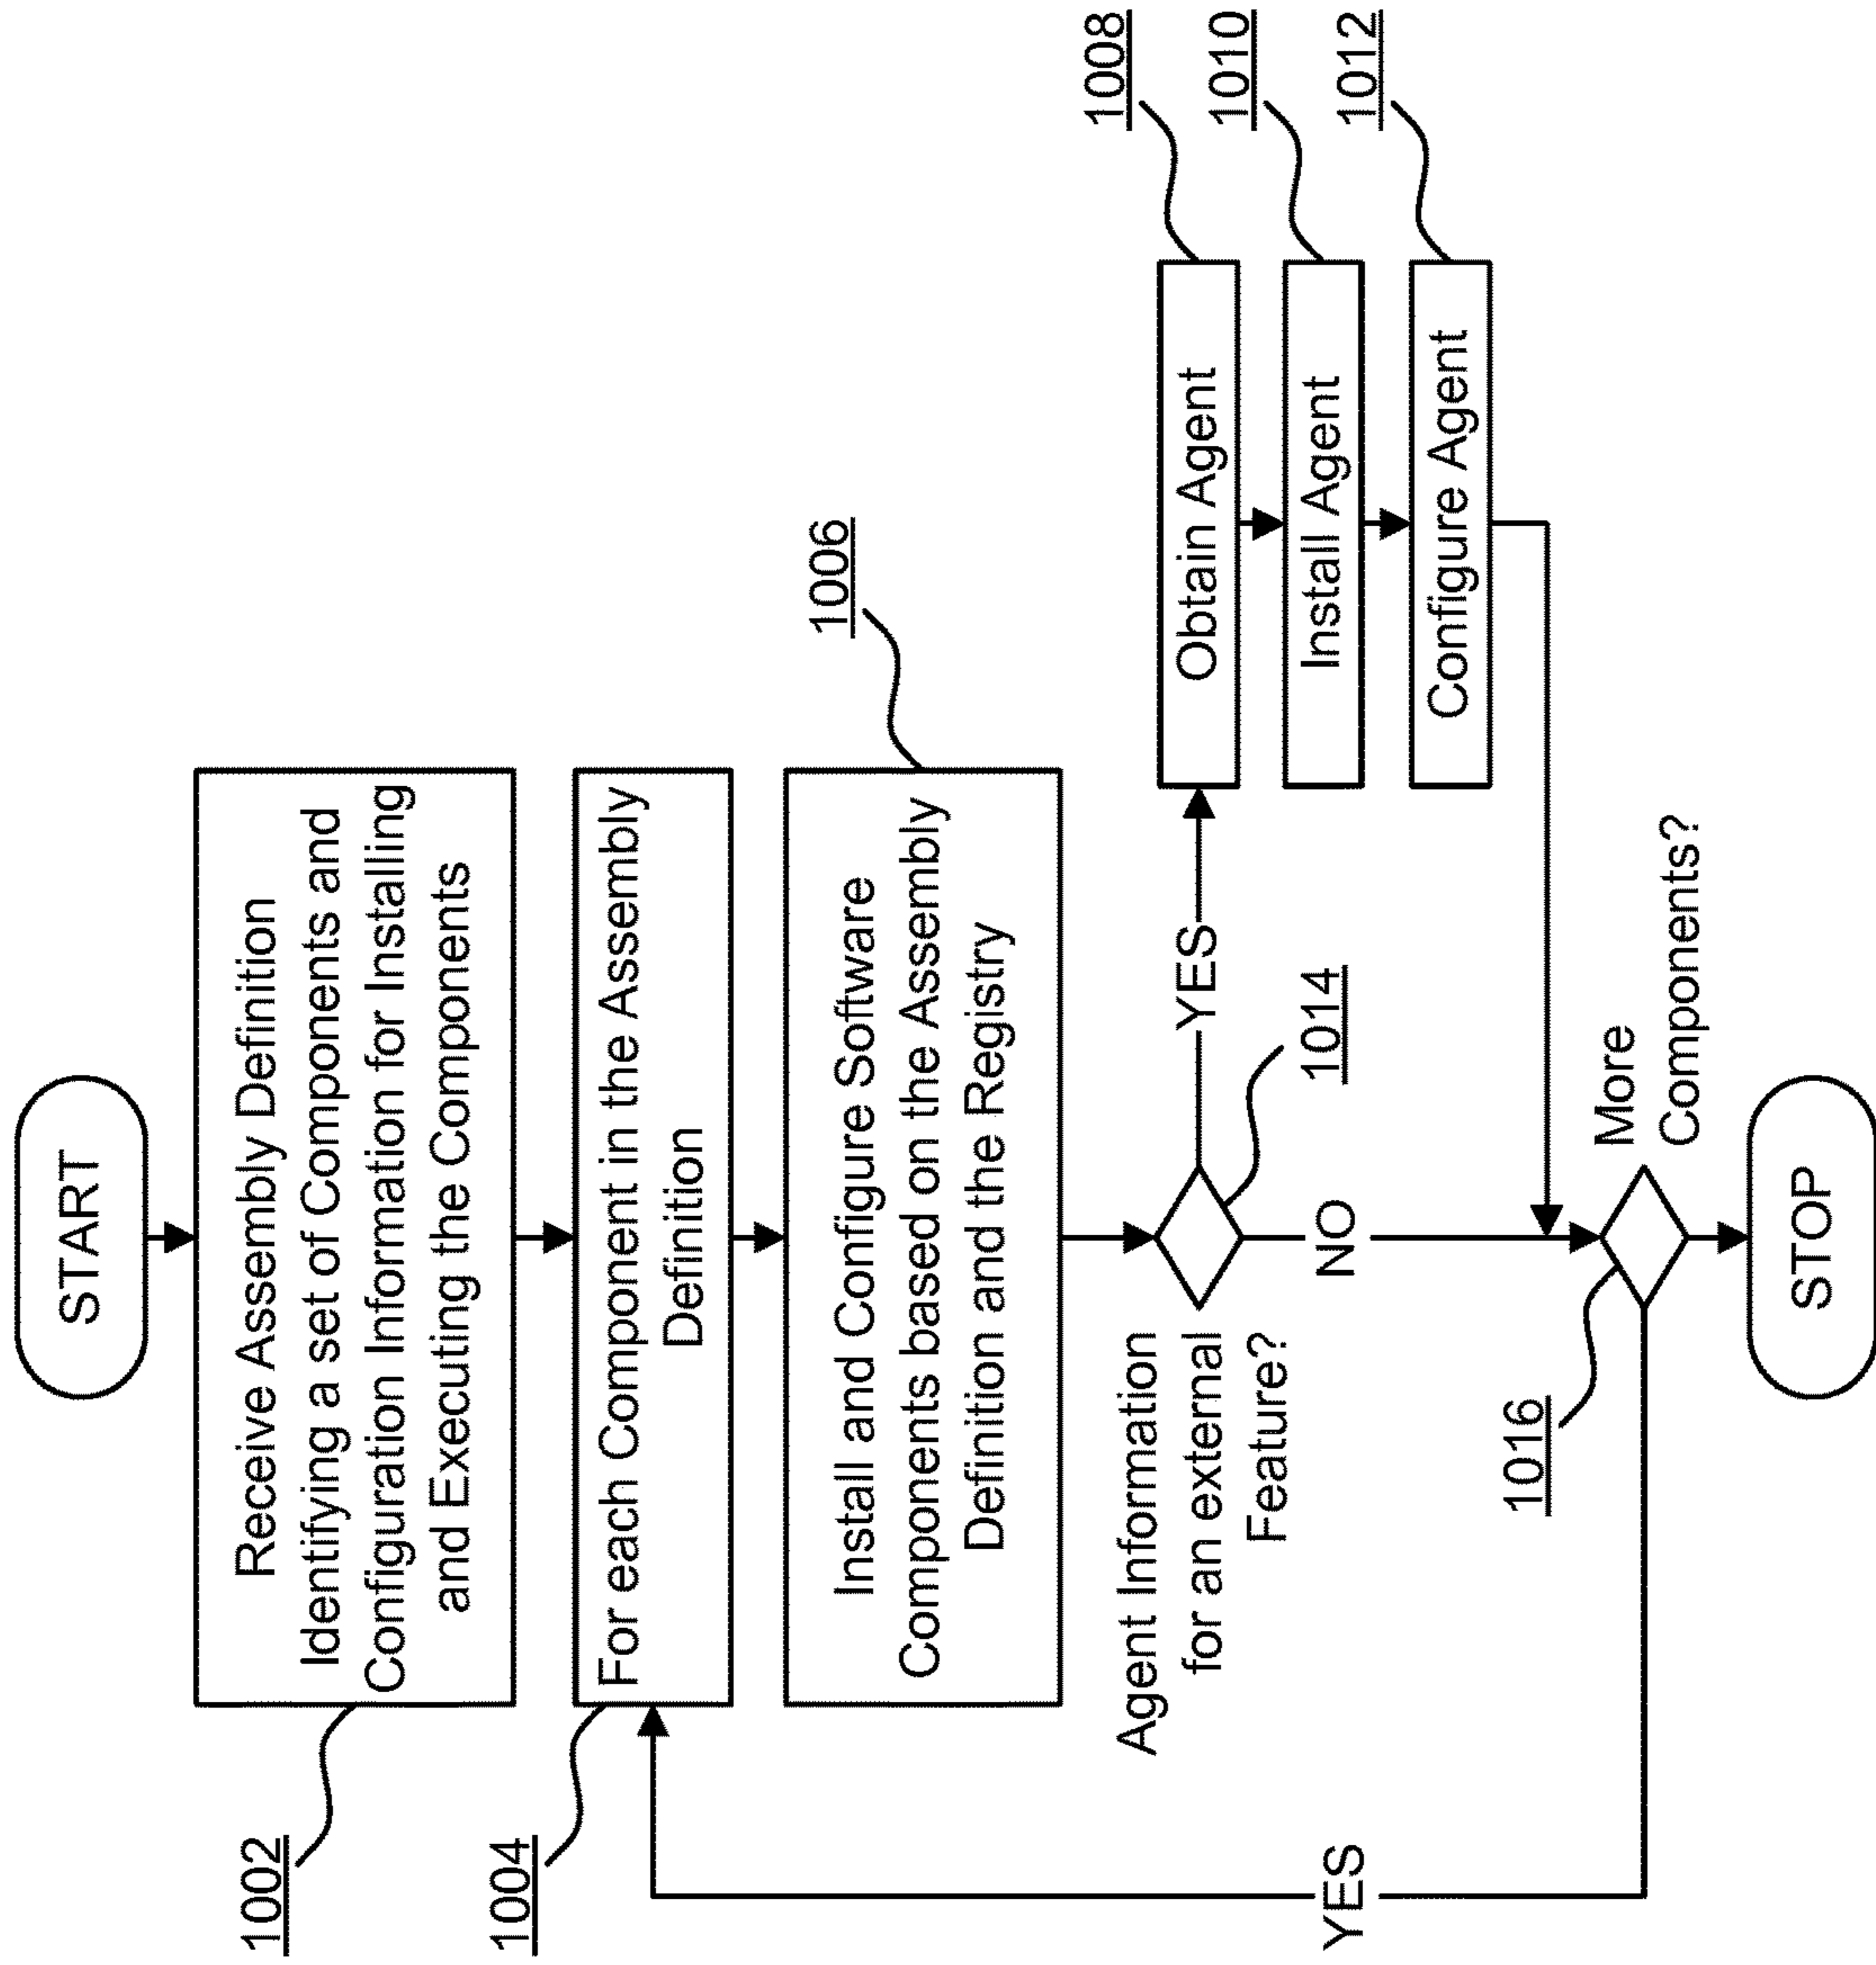 START
1002
Receive Assembly Definition
Identifying a set of Components and
Configuration Information for Installing
and Executing the Components
1004
For each Component in the Assembly
Definition
1006
Install and Configure Software
Components based on the Assembly
Definition and the Registry
Agent Information
for an external
Feature?
1014
YES
NO
Obtain Agent
1008
Install Agent
1010
Configure Agent
1012
1016
More
Components?
YES
STOP